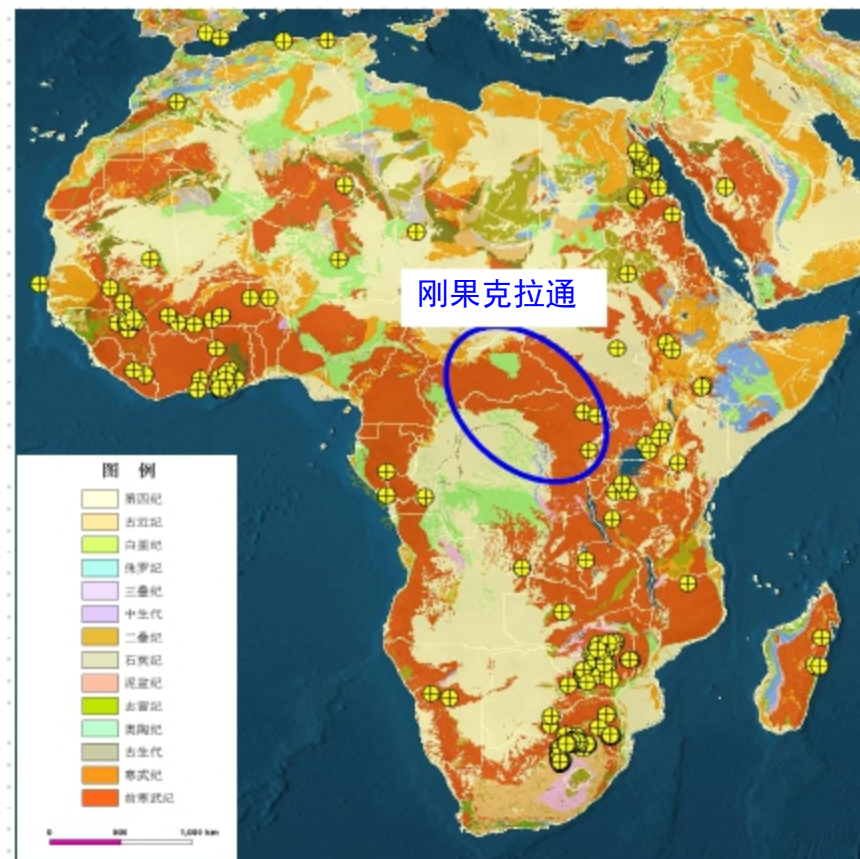 刚果克拉通
图 例
第四纪
古近纪
白垩纪
侏罗纪
三叠纪
中生代
二叠纪
石炭纪
泥盆纪
志留纪
奥陶纪
古生代
寒武纪
前寒武纪
0 500 1,000 km